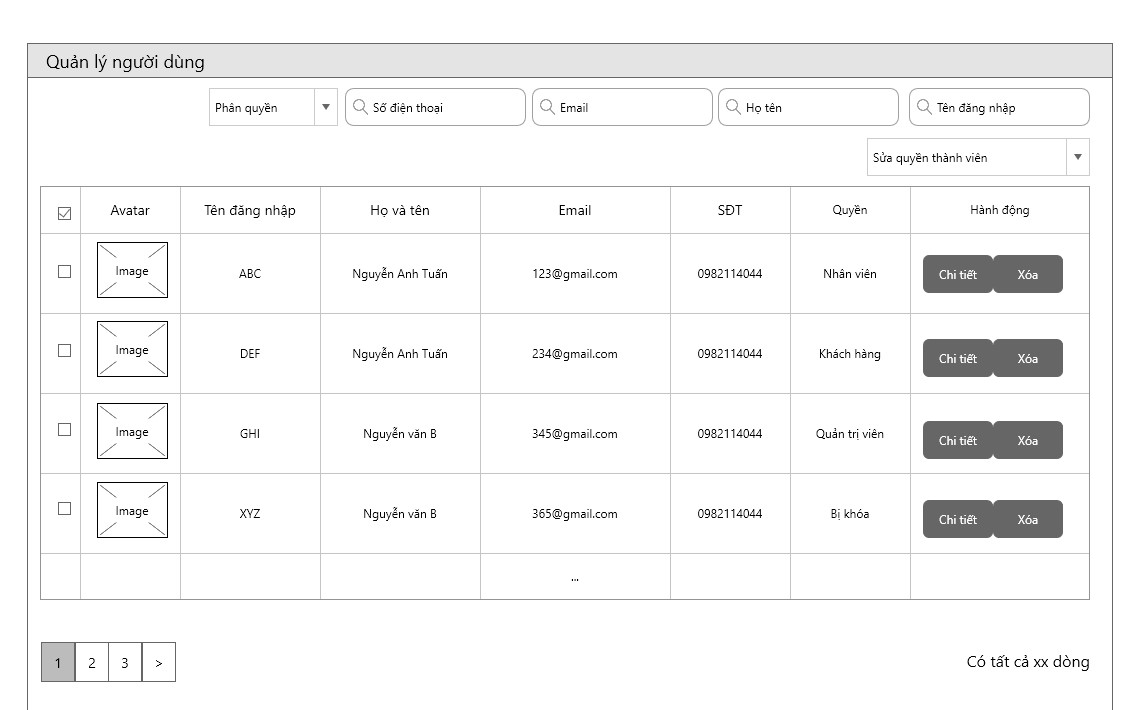 Quản lý người dùng
Phân quyền Số điện thoại Email Họ tên Tên đăng nhập
Sửa quyền thành viên
Avatar Tên đăng nhập Họ và tên Email SĐT Quyền Hành động
Image ABC Nguyễn Anh Tuấn 123@gmail.com 0982114044 Nhân viên Chi tiết Xóa
Image DEF Nguyễn Anh Tuấn 234@gmail.com 0982114044 Khách hàng Chi tiết Xóa
Image GHI Nguyễn văn B 345@gmail.com 0982114044 Quản trị viên Chi tiết Xóa
Image XYZ Nguyễn văn B 365@gmail.com 0982114044 Bị khóa Chi tiết Xóa
...
1 2 3 > Có tất cả xx dòng